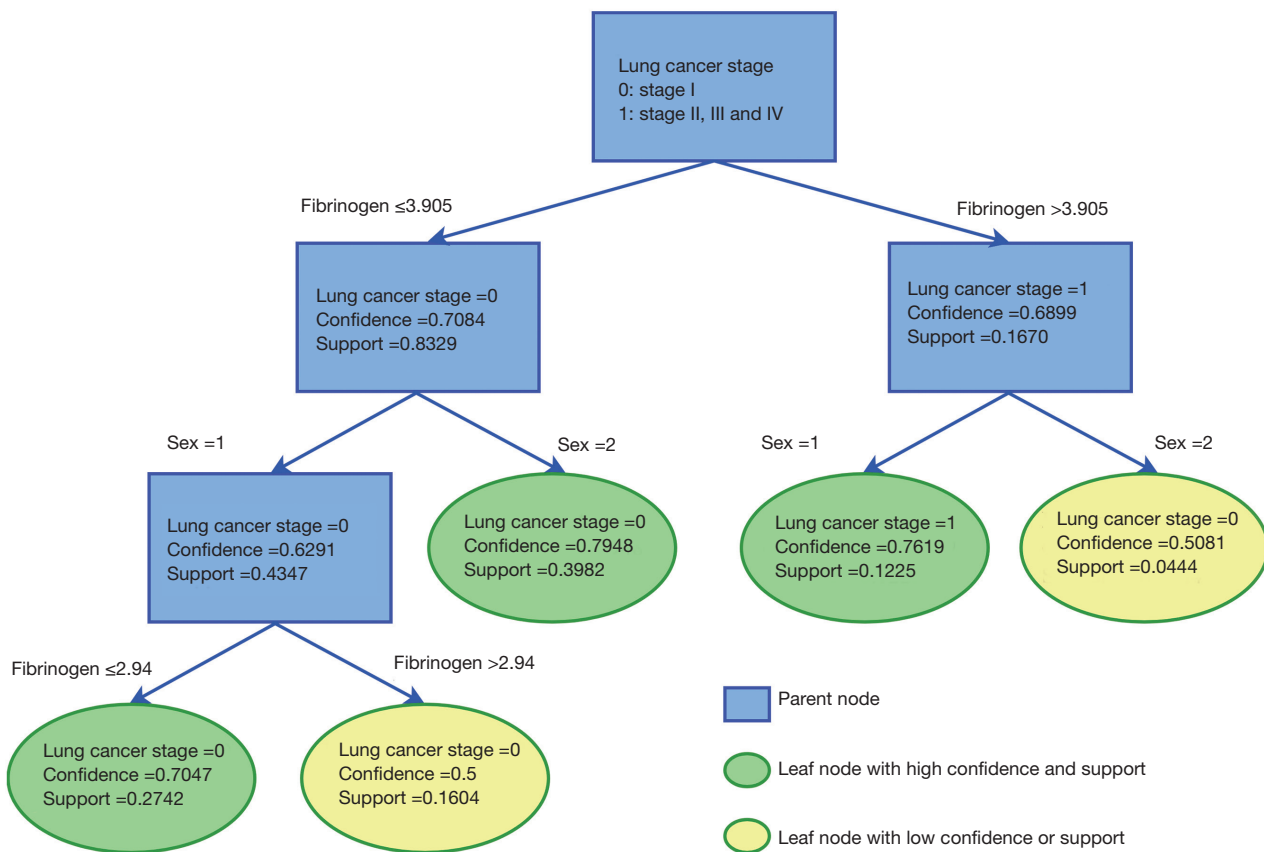 Lung cancer stage
0: stage I
1: stage II, III and IV
Fibrinogen ≤3.905
Fibrinogen >3.905
Lung cancer stage =0
Confidence =0.7084
Support =0.8329
Lung cancer stage =1
Confidence =0.6899
Support =0.1670
Sex =1
Sex =2
Sex =1
Sex =2
Lung cancer stage =0
Confidence =0.6291
Support =0.4347
Lung cancer stage =0
Confidence =0.7948
Support =0.3982
Lung cancer stage =1
Confidence =0.7619
Support =0.1225
Lung cancer stage =0
Confidence =0.5081
Support =0.0444
Fibrinogen ≤2.94
Fibrinogen >2.94
Lung cancer stage =0
Confidence =0.7047
Support =0.2742
Lung cancer stage =0
Confidence =0.5
Support =0.1604
Parent node
Leaf node with high confidence and support
Leaf node with low confidence or support